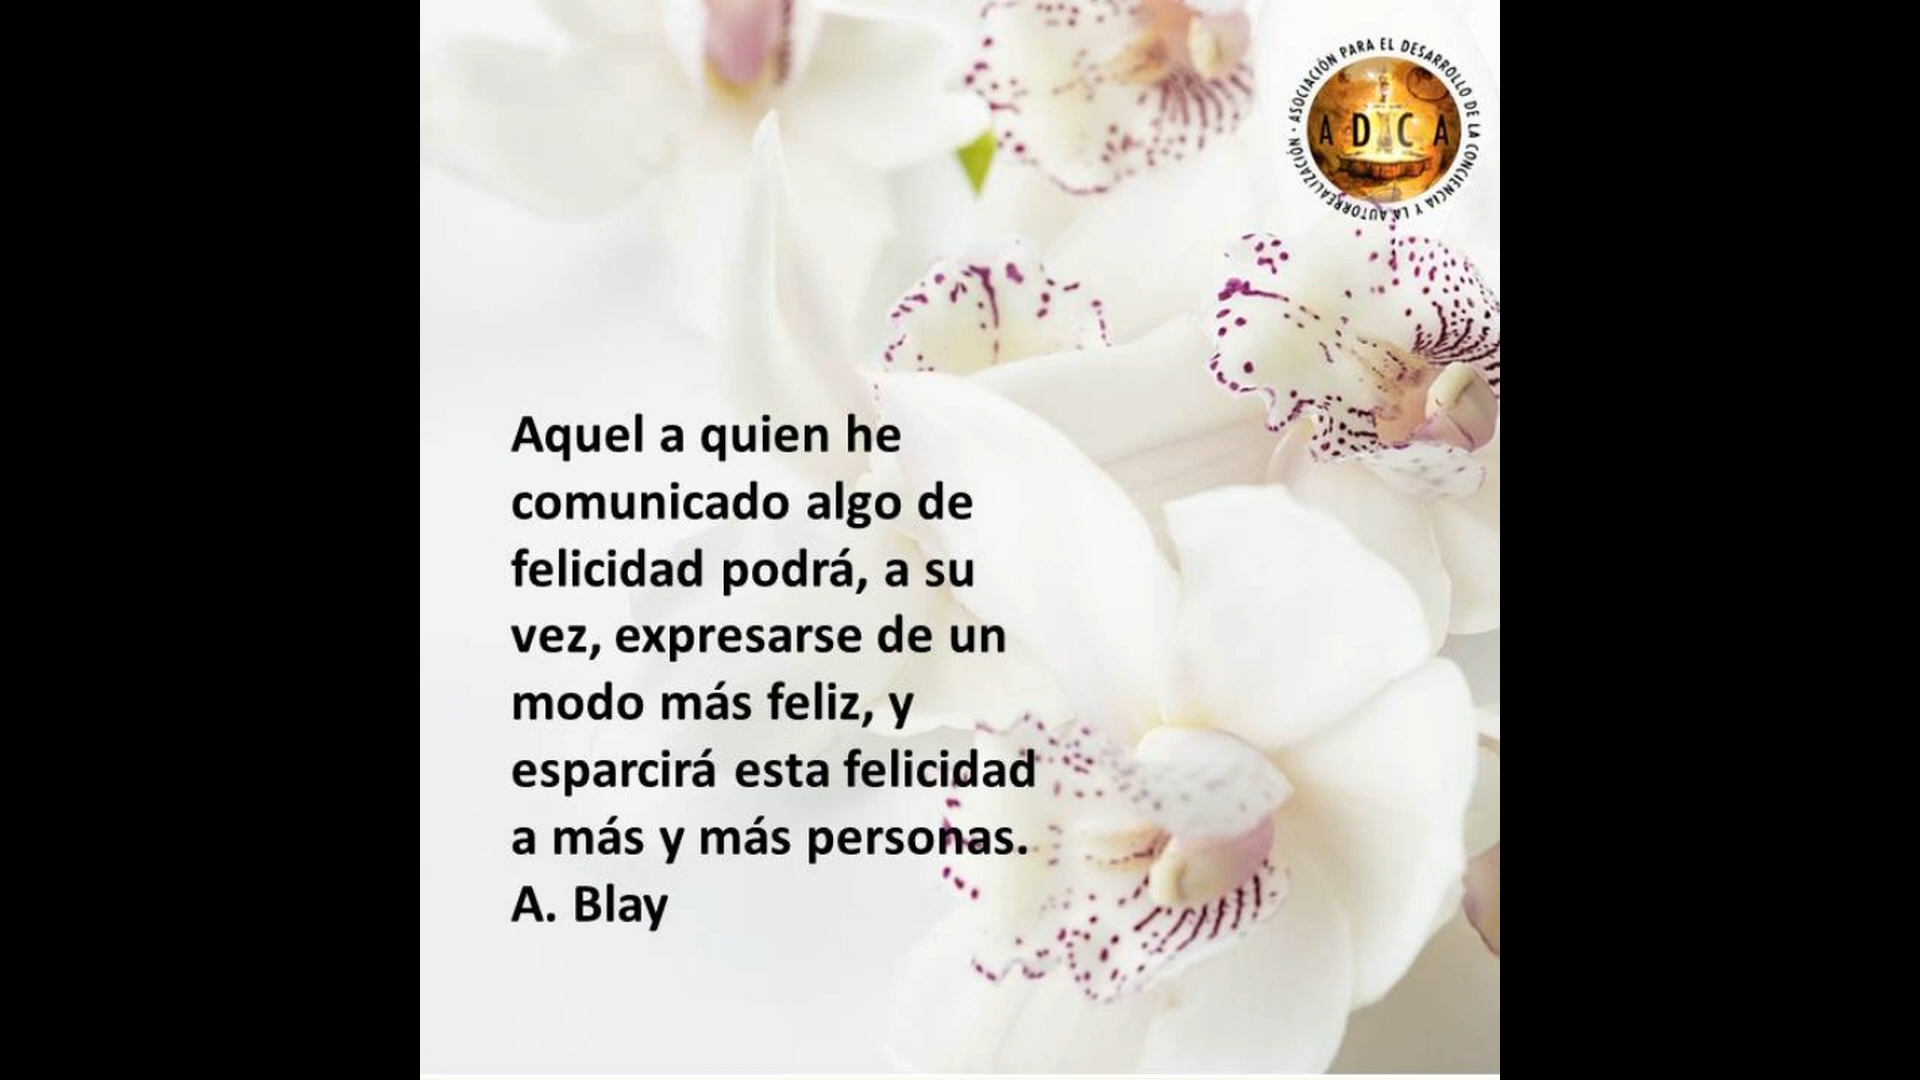 ASOCIACIÓN PARA EL DESARROLLO DE LA CONCIENCIA Y LA AUTORREALIZACIÓN ·
ADCA
Aquel a quien he
comunicado algo de
felicidad podrá, a su
vez, expresarse de un
modo más feliz, y
esparcirá esta felicidad
a más y más personas.
A. Blay